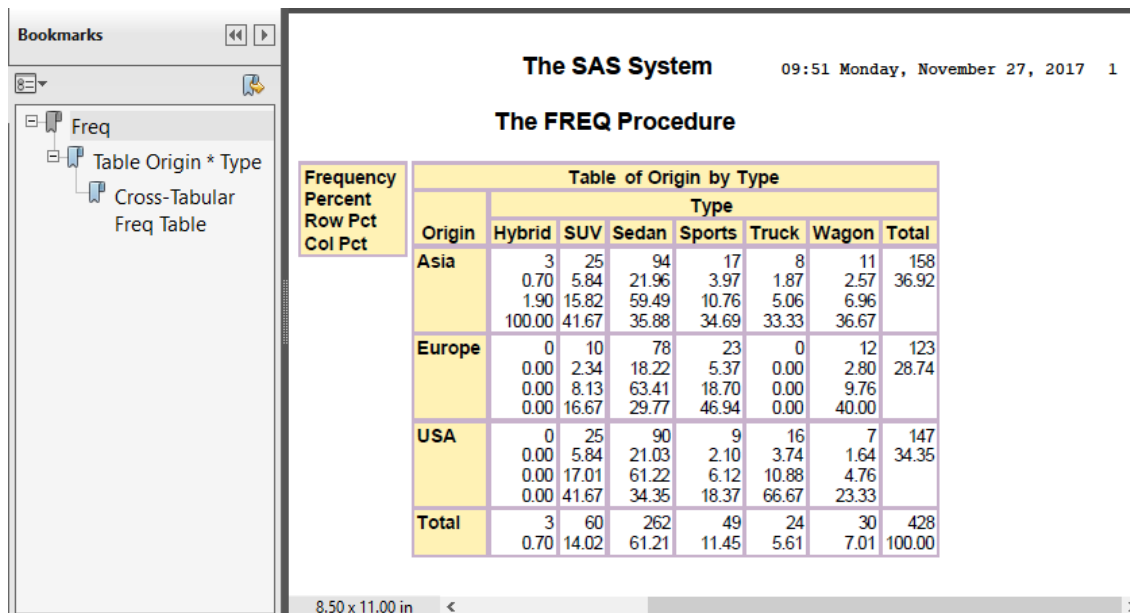 Bookmarks
Freq
Table Origin * Type
Cross-Tabular
Freq Table
The SAS System 09:51 Monday, November 27, 2017 1
The FREQ Procedure
Frequency
Percent
Row Pct
Col Pct
Table of Origin by Type
Type
Origin Hybrid SUV Sedan Sports Truck Wagon Total
Asia 3 25 94 17 8 11 158
0.70 5.84 21.96 3.97 1.87 2.57 36.92
1.90 15.82 59.49 10.76 5.06 6.96
100.00 41.67 35.88 34.69 33.33 36.67
Europe 0 10 78 23 0 12 123
0.00 2.34 18.22 5.37 0.00 2.80 28.74
0.00 8.13 63.41 18.70 0.00 9.76
0.00 16.67 29.77 46.94 0.00 40.00
USA 0 25 90 9 16 7 147
0.00 5.84 21.03 2.10 3.74 1.64 34.35
0.00 17.01 61.22 6.12 10.88 4.76
0.00 41.67 34.35 18.37 66.67 23.33
Total 3 60 262 49 24 30 428
0.70 14.02 61.21 11.45 5.61 7.01 100.00
8.50 x 11.00 in